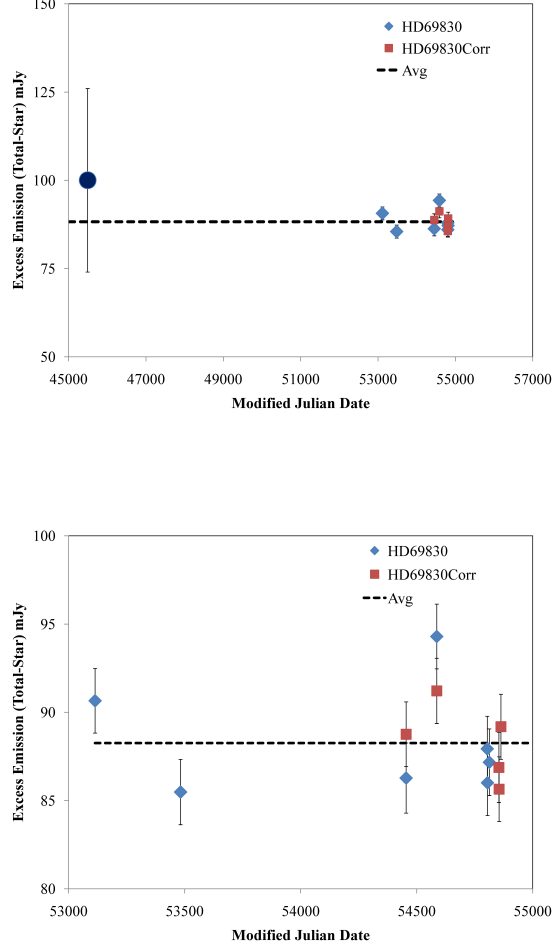 150
125
100
75
50
Excess Emission (Total-Star) mJy
HD69830
HD69830Corr
Avg
45000 47000 49000 51000 53000 55000 57000
Modified Julian Date
100
95
90
85
80
Excess Emission (Total-Star) mJy
HD69830
HD69830Corr
Avg
53000 53500 54000 54500 55000
Modified Julian Date